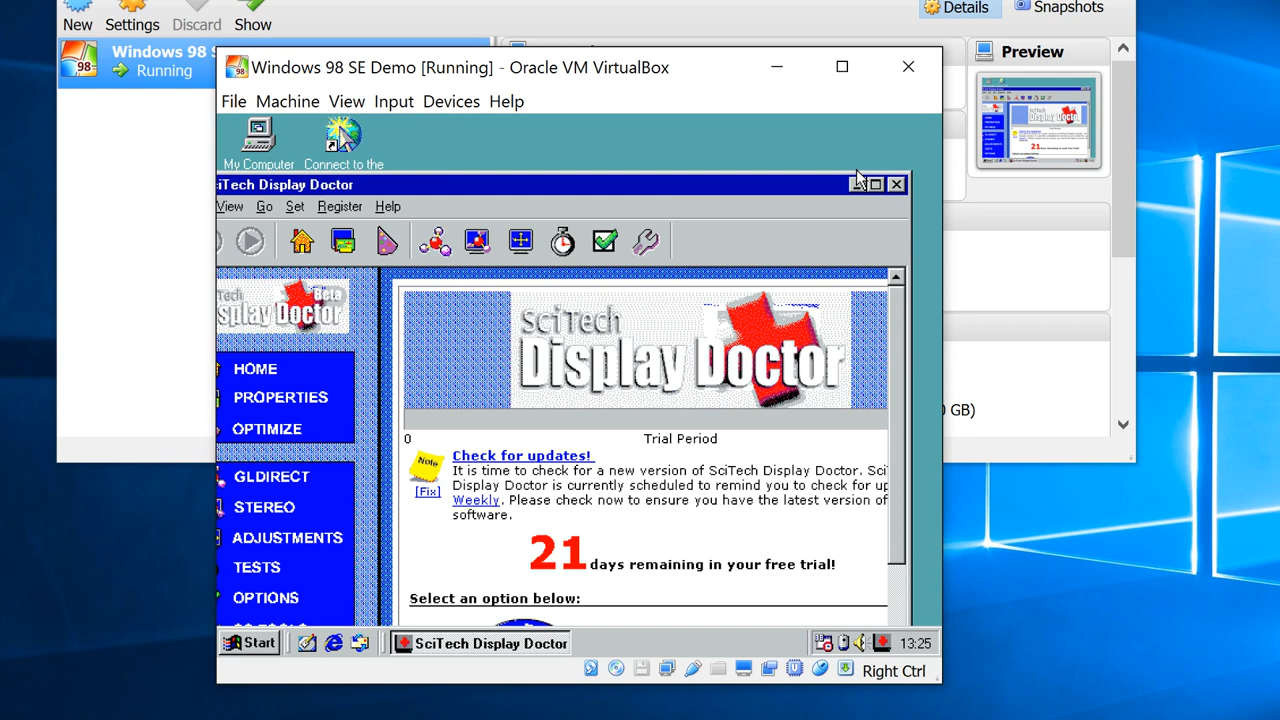 New Settings Discard Show
Details Snapshots
Windows 98 S
Running
98
Preview
98 Windows 98 SE Demo [Running] - Oracle VM VirtualBox
File Machine View Input Devices Help
My Computer Connect to the
iTech Display Doctor
View Go Set Register Help
Tech Beta
splay Doctor
HOME
PROPERTIES
OPTIMIZE
GLDIRECT
STEREO
ADJUSTMENTS
TESTS
OPTIONS
SciTech
Display Doctor
0 Trial Period
Note
[Fix]
Check for updates!
It is time to check for a new version of SciTech Display Doctor. Sci
Display Doctor is currently scheduled to remind you to check for up
Weekly. Please check now to ensure you have the latest version of
software.
21 days remaining in your free trial!
Select an option below:
0 GB)
Start SciTech Display Doctor 13:25
Right Ctrl